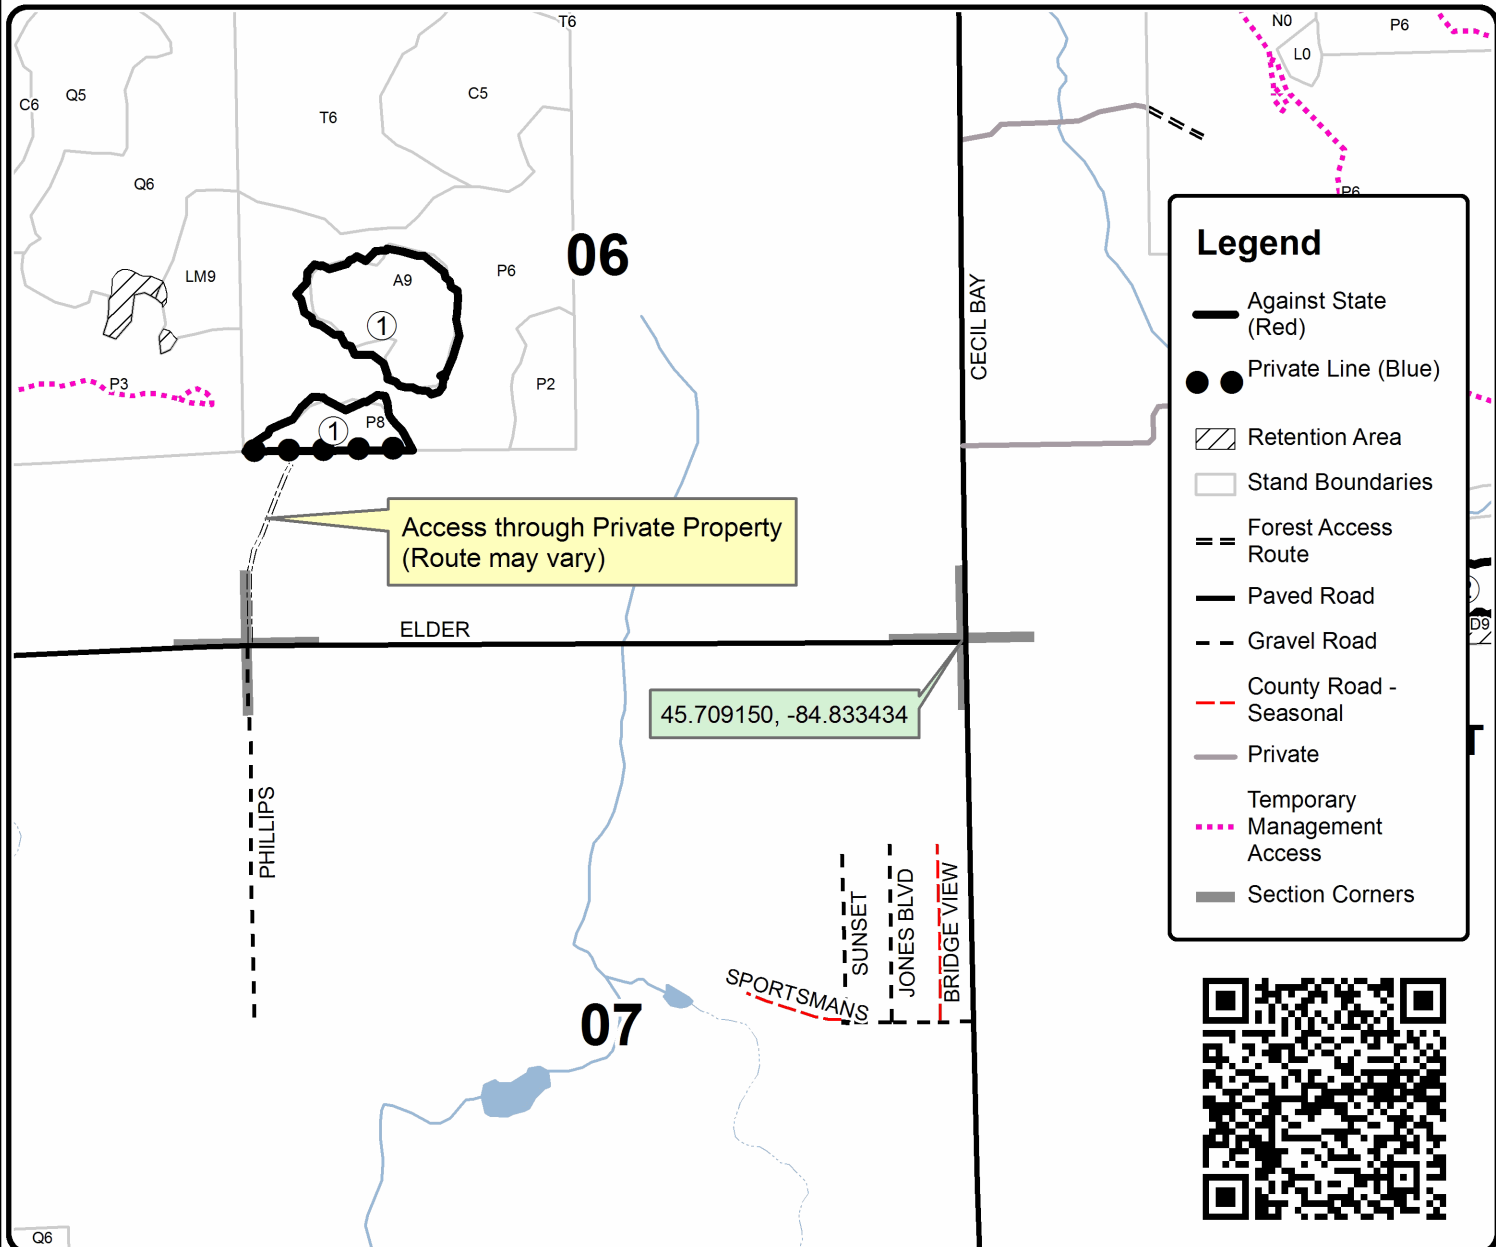 T6
N0
P6
L0
C6
Q5
C5
T6
Q6
P6
LM9
A9
P6
06
1
P3
P2
P8
1
CECIL BAY
Legend
Against State
(Red)
Private Line (Blue)
Retention Area
Stand Boundaries
Forest Access
Route
Paved Road
Gravel Road
County Road -
Seasonal
Private
Temporary
Management
Access
Section Corners
Access through Private Property
(Route may vary)
D9
ELDER
45.709150, -84.833434
T
PHILLIPS
SUNSET
JONES BLVD
BRIDGE VIEW
SPORTSMANS
07
Q6